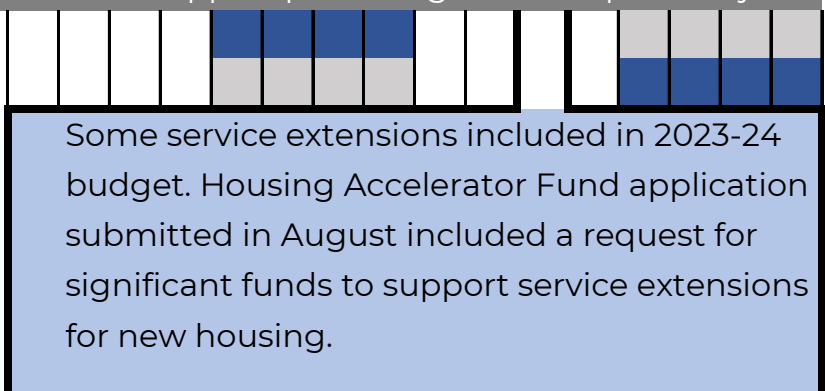 Some service extensions included in 2023-24
budget. Housing Accelerator Fund application
submitted in August included a request for
significant funds to support service extensions
for new housing.